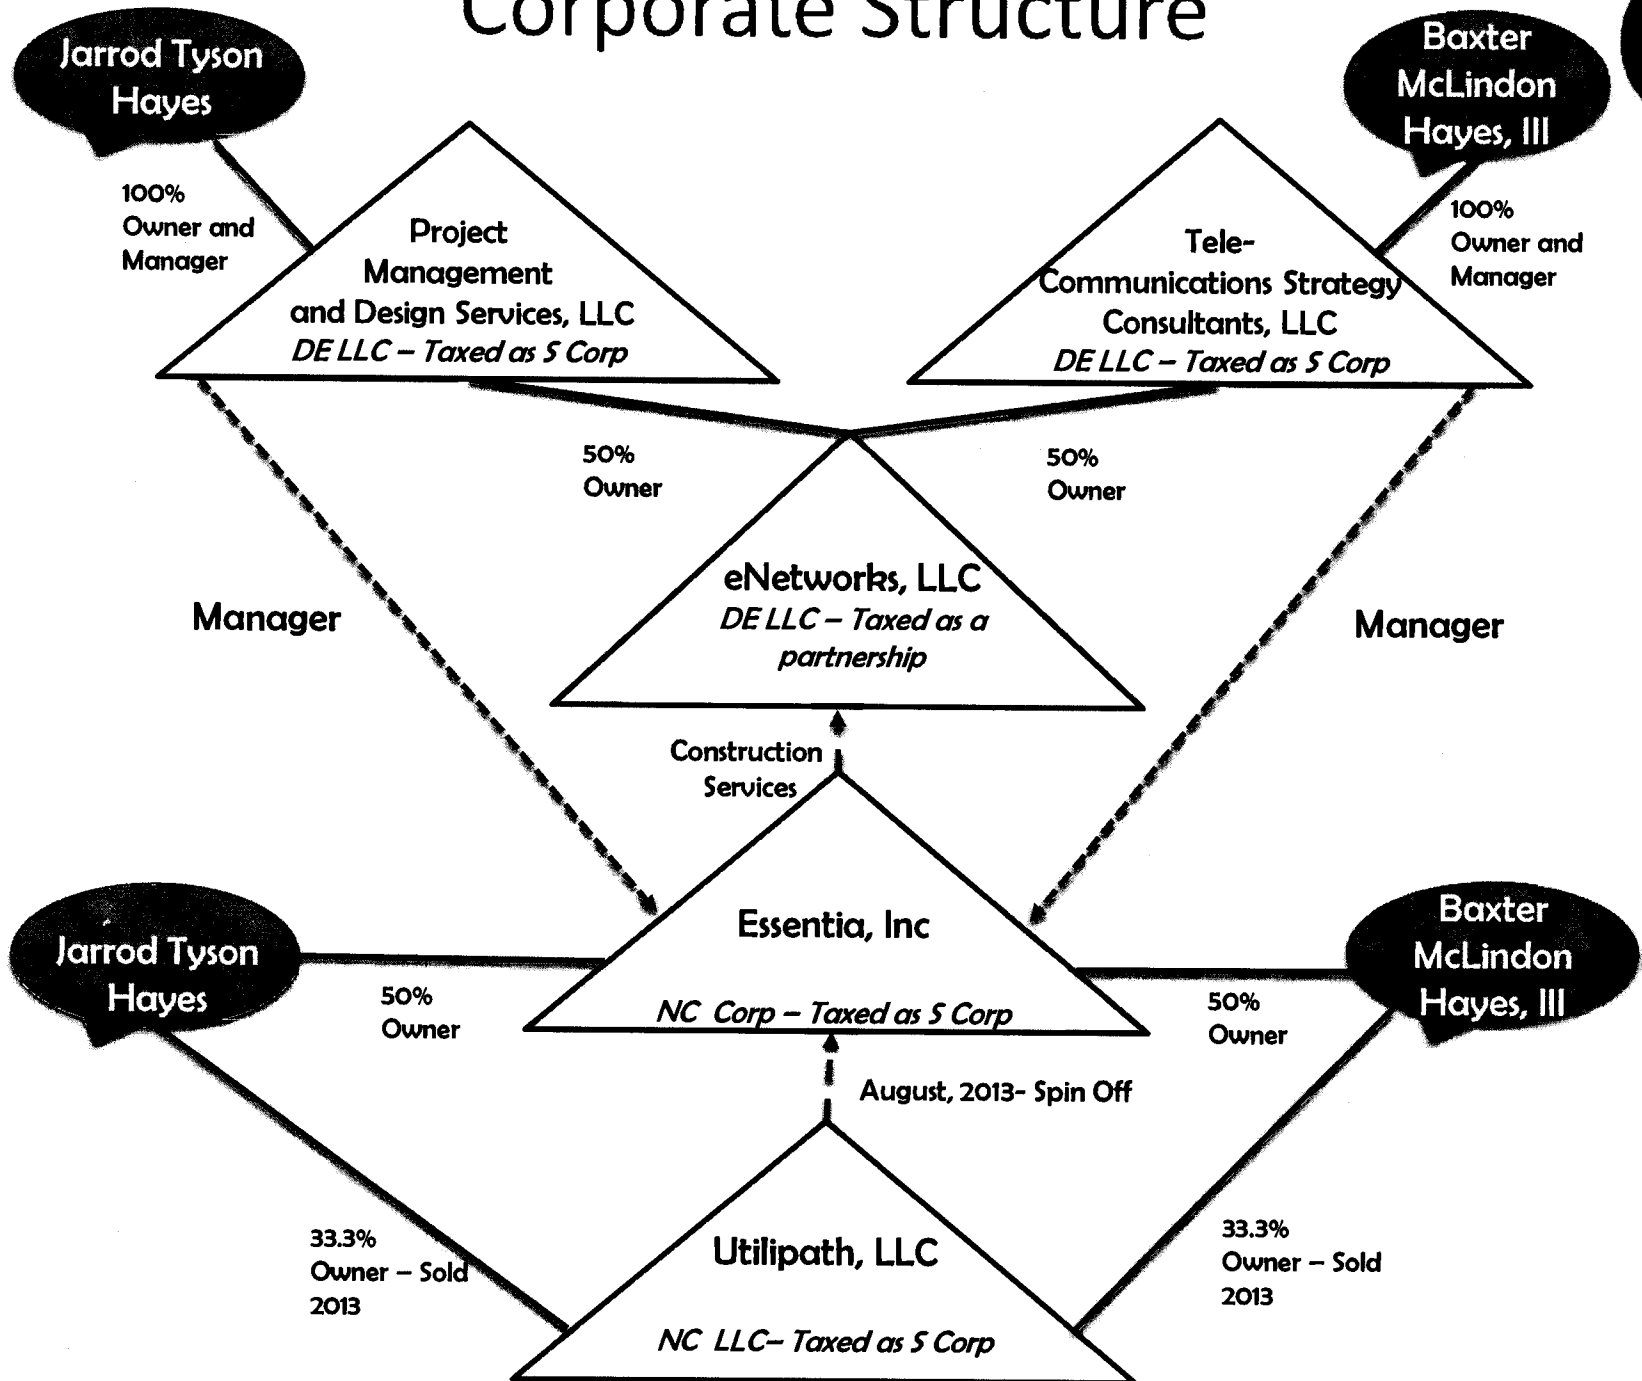 Corporate Structure
Jarrod Tyson
Hayes
Baxter
McLindon
Hayes, III
100%
Owner and
Manager
Project
Management
and Design Services, LLC
DE LLC – Taxed as S Corp
Tele-
Communications Strategy
Consultants, LLC
DE LLC – Taxed as S Corp
100%
Owner and
Manager
50%
Owner
50%
Owner
eNetworks, LLC
DE LLC – Taxed as a
partnership
Manager
Manager
Construction
Services
Essentia, Inc
NC Corp – Taxed as S Corp
Jarrod Tyson
Hayes
50%
Owner
Baxter
McLindon
Hayes, III
50%
Owner
August, 2013- Spin Off
33.3%
Owner – Sold
2013
Utilipath, LLC
NC LLC– Taxed as S Corp
33.3%
Owner – Sold
2013